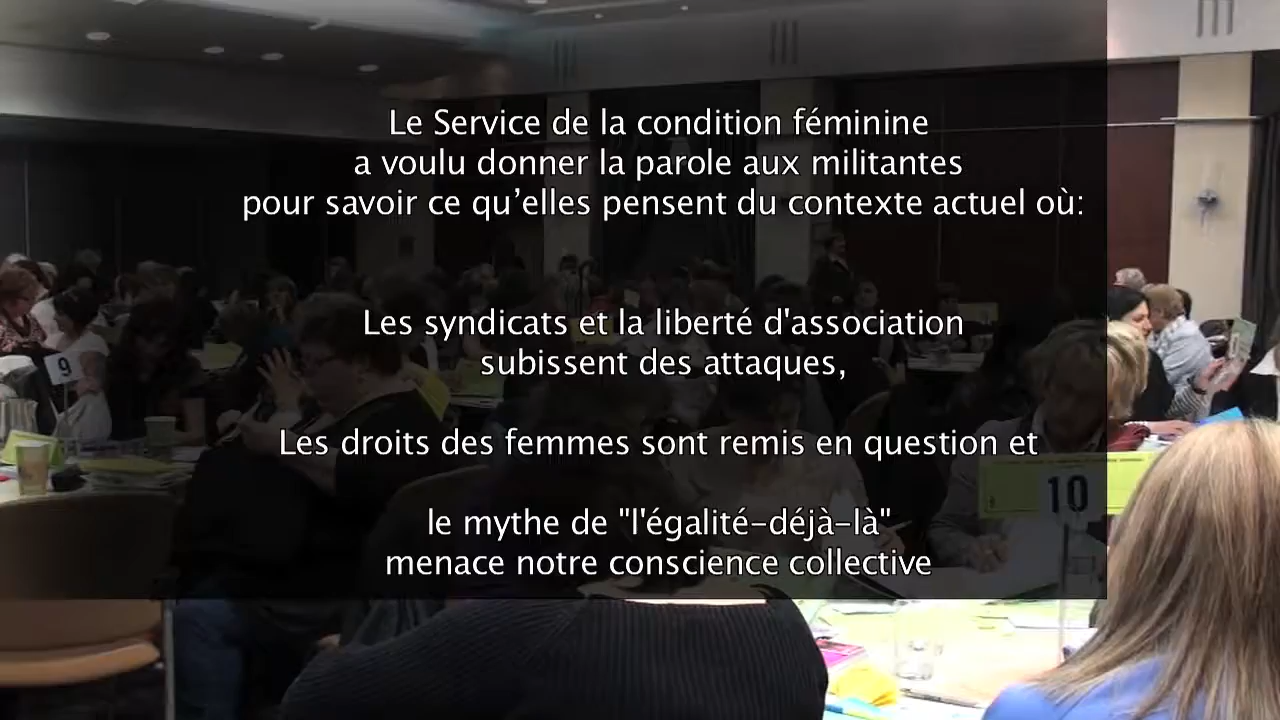 Le Service de la condition féminine
a voulu donner la parole aux militantes
pour savoir ce qu’elles pensent du contexte actuel où:
Les syndicats et la liberté d'association
subissent des attaques,
Les droits des femmes sont remis en question et
le mythe de "l'égalité-déjà-là"
menace notre conscience collective
9
10